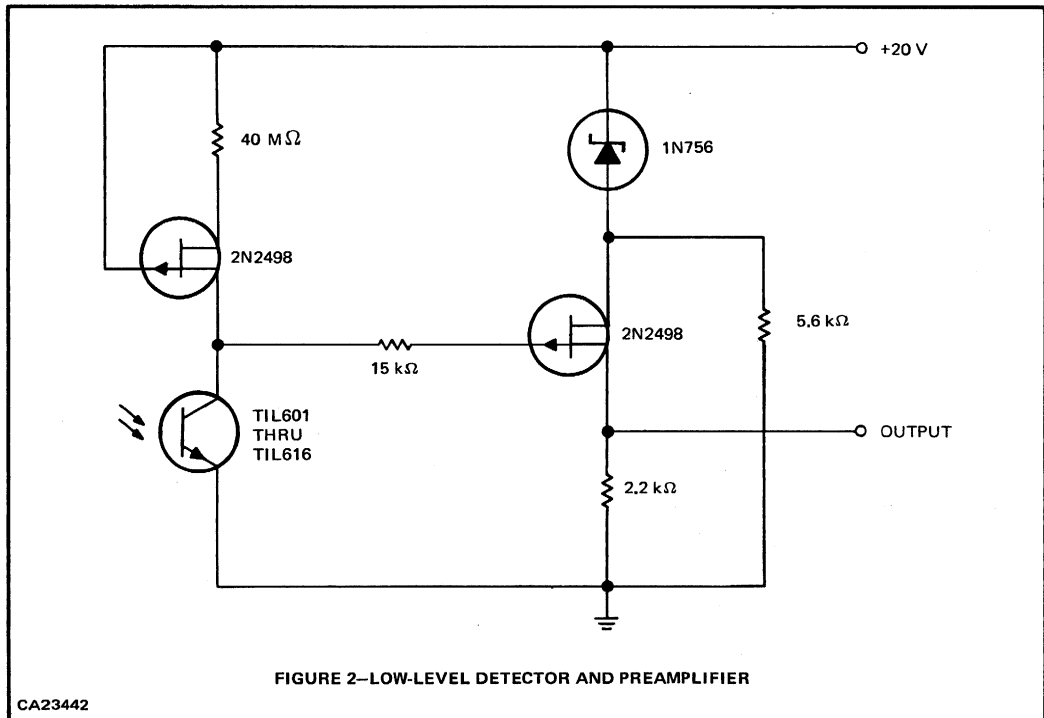 +20 V
40 MΩ
1N756
2N2498
2N2498
5.6 kΩ
15 kΩ
TIL601
THRU
TIL616
OUTPUT
2.2 kΩ
FIGURE 2–LOW-LEVEL DETECTOR AND PREAMPLIFIER
CA23442